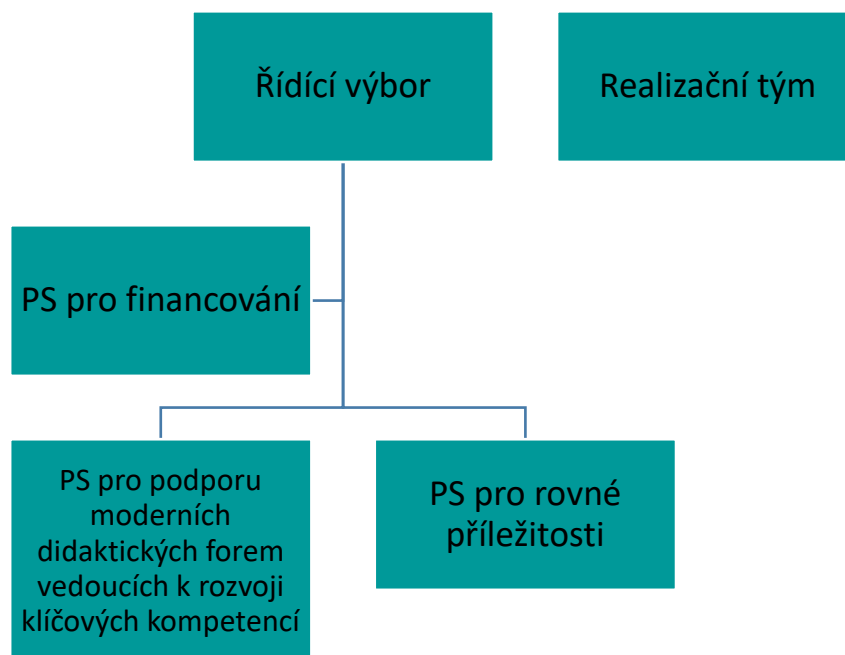 Řídící výbor
Realizační tým
PS pro financování
PS pro podporu
moderních
didaktických forem
vedoucích k rozvoji
klíčových kompetencí
PS pro rovné
příležitosti